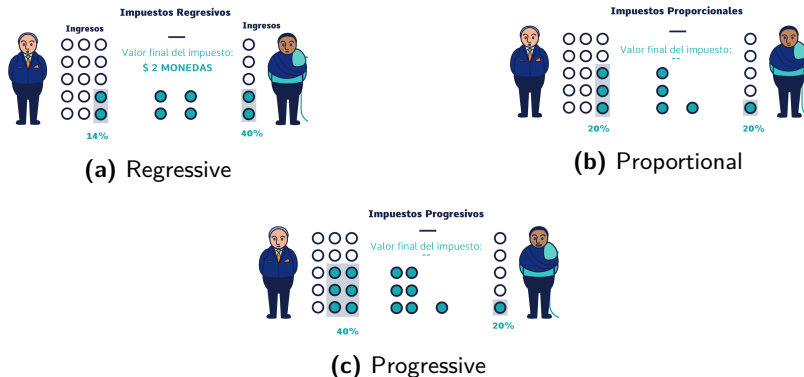 Impuestos Regresivos
Ingresos
Ingresos
Valor final del impuesto:
$ 2 MONEDAS
14%
40%
(a) Regressive
Impuestos Proporcionales
Valor final del impuesto:
--
20%
20%
(b) Proportional
Impuestos Progresivos
Valor final del impuesto:
--
40%
20%
(c) Progressive